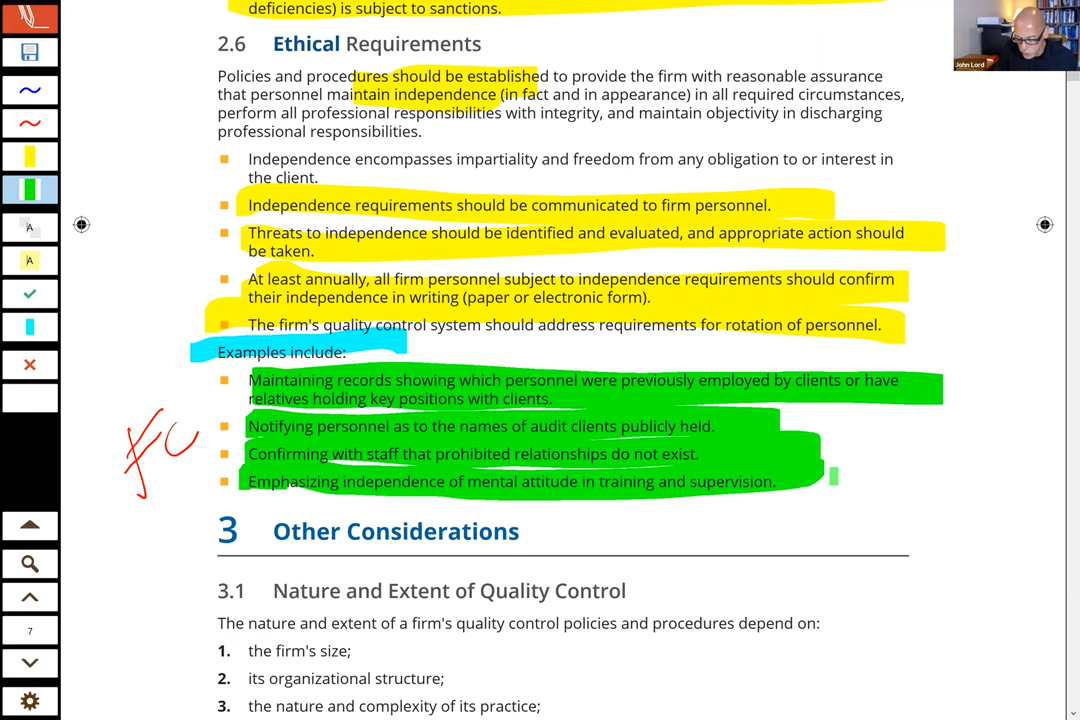 deficiencies) is subject to sanctions.
2.6 Ethical Requirements
Policies and procedures should be established to provide the firm with reasonable assurance
that personnel maintain independence (in fact and in appearance) in all required circumstances,
perform all professional responsibilities with integrity, and maintain objectivity in discharging
professional responsibilities.
Independence encompasses impartiality and freedom from any obligation to or interest in
the client.
Independence requirements should be communicated to firm personnel.
Threats to independence should be identified and evaluated, and appropriate action should
be taken.
At least annually, all firm personnel subject to independence requirements should confirm
their independence in writing (paper or electronic form).
The firm's quality control system should address requirements for rotation of personnel.
Examples include:
Maintaining records showing which personnel were previously employed by clients or have
relatives holding key positions with clients.
Notifying personnel as to the names of audit clients publicly held.
Confirming with staff that prohibited relationships do not exist.
Emphasizing independence of mental attitude in training and supervision.
3 Other Considerations
3.1 Nature and Extent of Quality Control
The nature and extent of a firm's quality control policies and procedures depend on:
1. the firm's size;
2. its organizational structure;
3. the nature and complexity of its practice;
John Lord
A
A
7